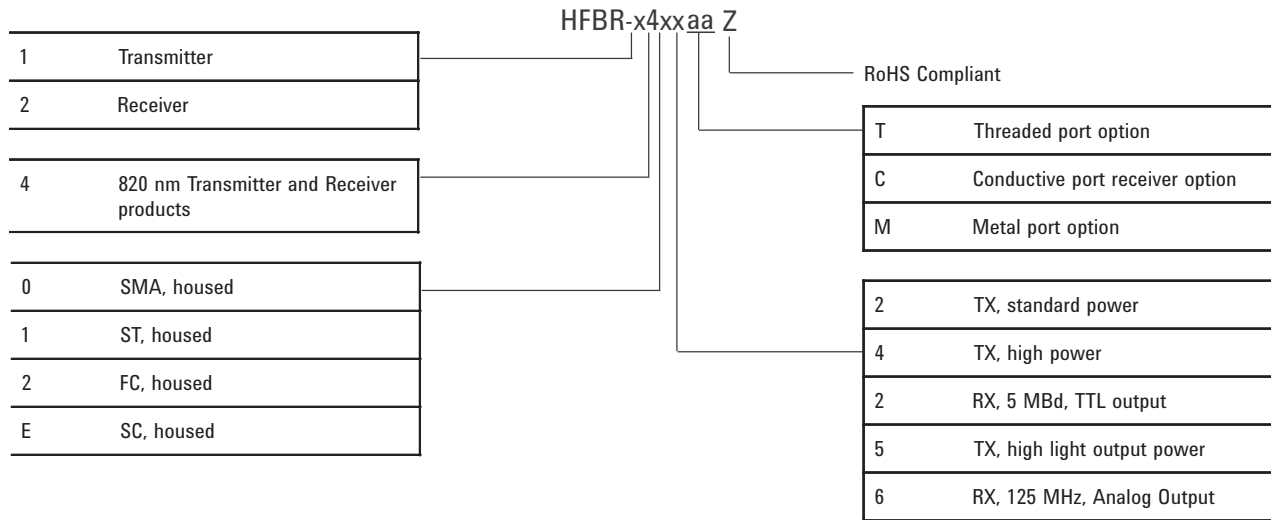 HFBR-x4xxaa Z
1 Transmitter
2 Receiver
4 820 nm Transmitter and Receiver
products
0 SMA, housed
1 ST, housed
2 FC, housed
E SC, housed
RoHS Compliant
T Threaded port option
C Conductive port receiver option
M Metal port option
2 TX, standard power
4 TX, high power
2 RX, 5 MBd, TTL output
5 TX, high light output power
6 RX, 125 MHz, Analog Output